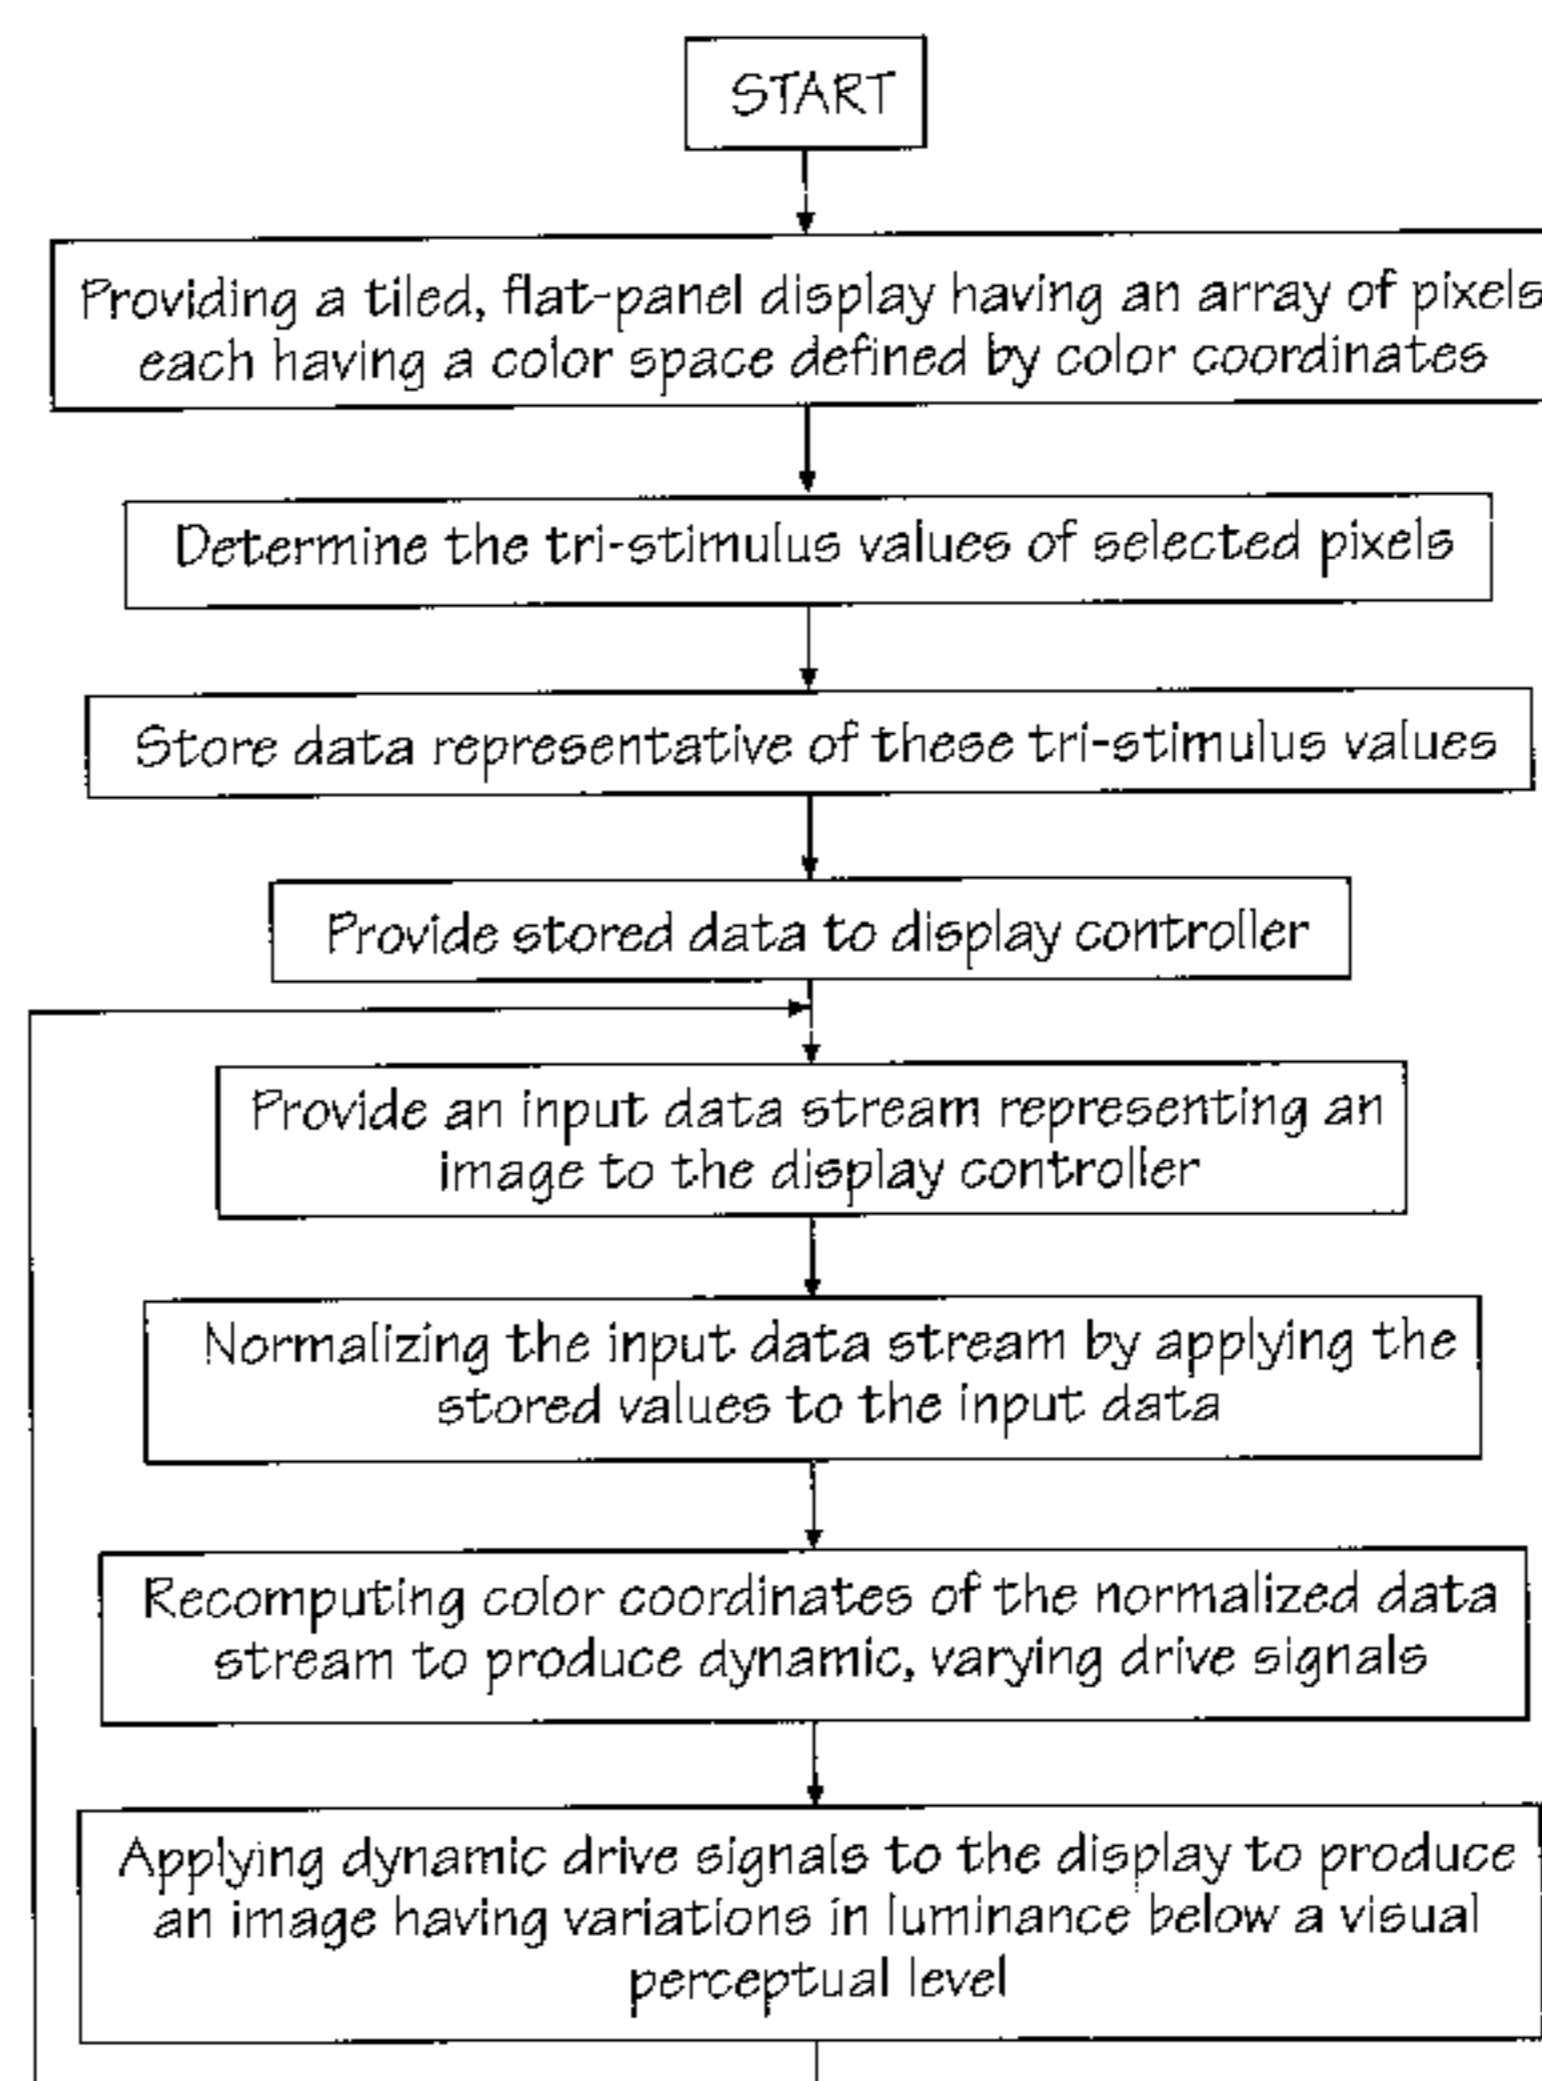 START
Providing a tiled, flat-panel display having an array of pixels
each having a color space defined by color coordinates
Determine the tri-stimulus values of selected pixels
Store data representative of these tri-stimulus values
Provide stored data to display controller
Provide an input data stream representing an
image to the display controller
Normalizing the input data stream by applying the
stored values to the input data
Recomputing color coordinates of the normalized data
stream to produce dynamic, varying drive signals
Applying dynamic drive signals to the display to produce
an image having variations in luminance below a visual
perceptual level